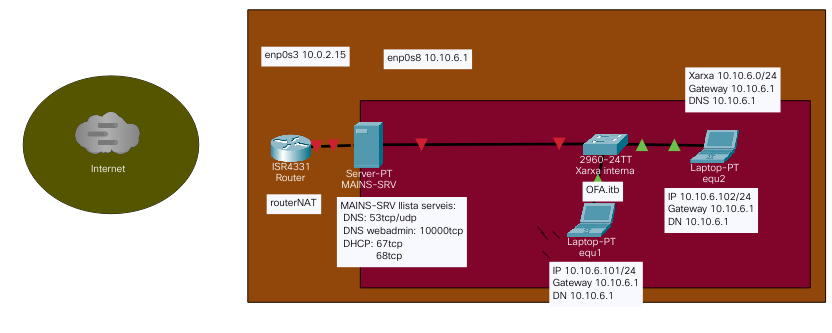 enp0s3 10.0.2.15
enp0s8 10.10.6.1
Xarxa 10.10.6.0/24
Gateway 10.10.6.1
DNS 10.10.6.1
Internet
ISR4331
Router
routerNAT
Server-PT
MAINS-SRV
MAINS-SRV llista serveis:
DNS: 53tcp/udp
DNS webadmin: 10000tcp
DHCP: 67tcp
68tcp
2960-24TT
Xarxa interna
OFA.itb
Laptop-PT
equ2
IP 10.10.6.102/24
Gateway 10.10.6.1
DN 10.10.6.1
Laptop-PT
equ1
IP 10.10.6.101/24
Gateway 10.10.6.1
DN 10.10.6.1